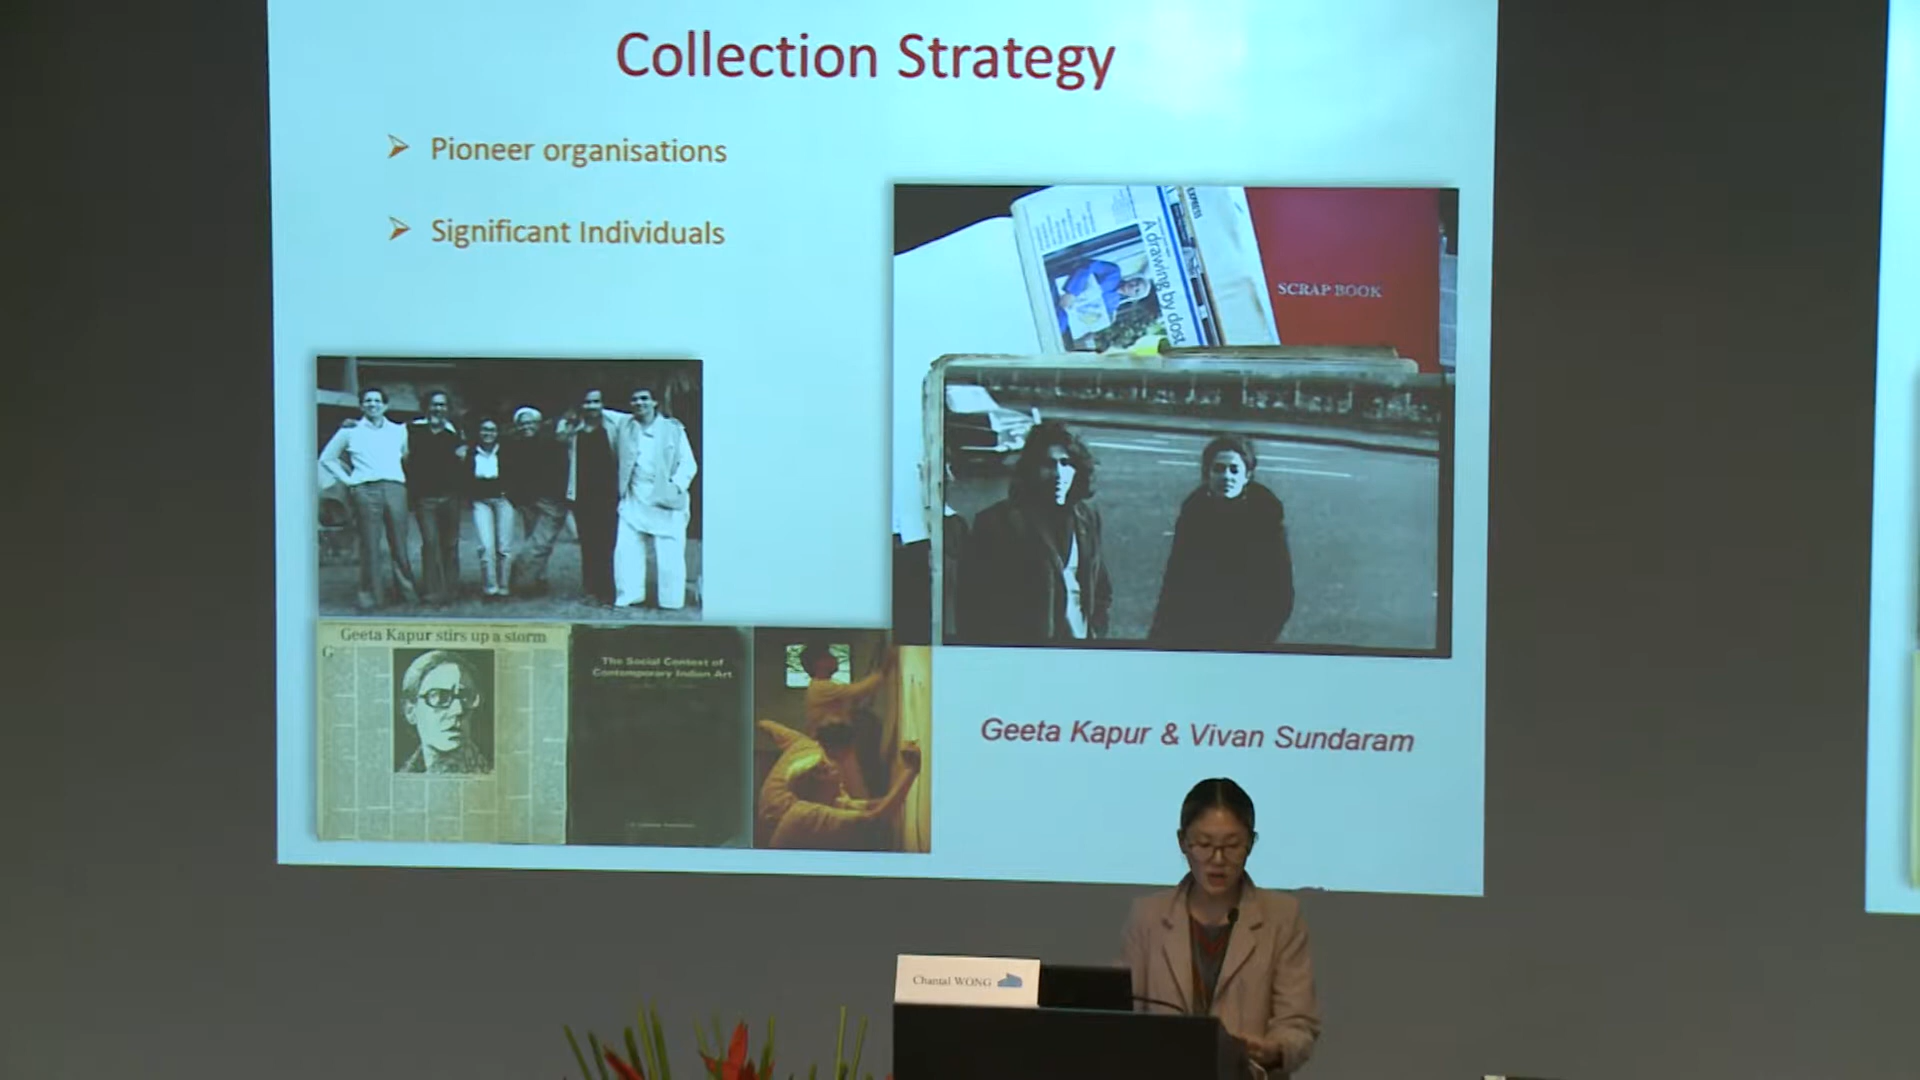 Collection Strategy
Pioneer organisations
Significant Individuals
EXPRESS
A drawing by dost
SCRAP BOOK
Geeta Kapur stirs up a storm
The Social Context of
Contemporary Indian Art
Geeta Kapur & Vivan Sundaram
Chantal WONG